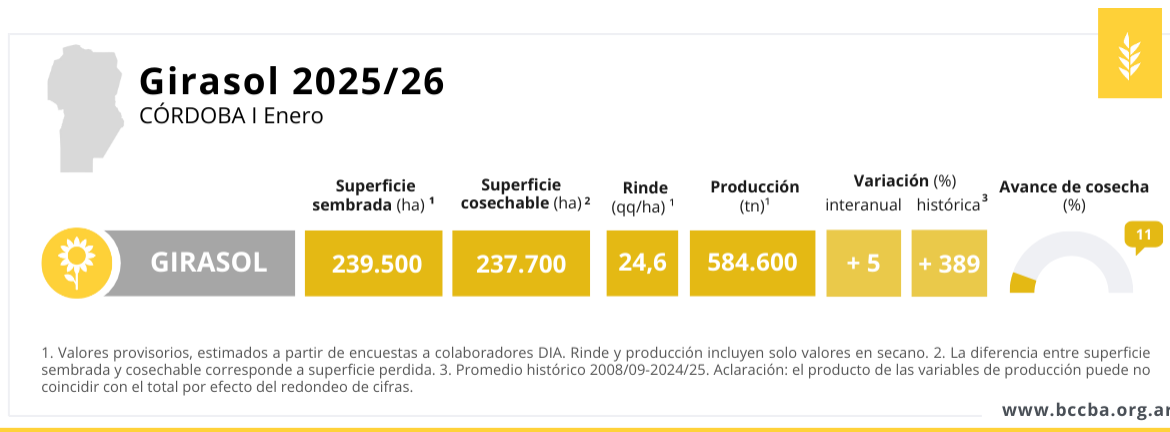 Girasol 2025/26
CÓRDOBA I Enero
Superficie sembrada (ha) ¹
Superficie cosechable (ha) ²
Rinde (qq/ha) ¹
Producción (tn)¹
Variación (%)
interanual histórica³
Avance de cosecha (%)
GIRASOL
239.500
237.700
24,6
584.600
+ 5
+ 389
11
1. Valores provisorios, estimados a partir de encuestas a colaboradores DIA. Rinde y producción incluyen solo valores en secano. 2. La diferencia entre superficie
sembrada y cosechable corresponde a superficie perdida. 3. Promedio histórico 2008/09-2024/25. Aclaración: el producto de las variables de producción puede no
coincidir con el total por efecto del redondeo de cifras.
www.bccba.org.ar